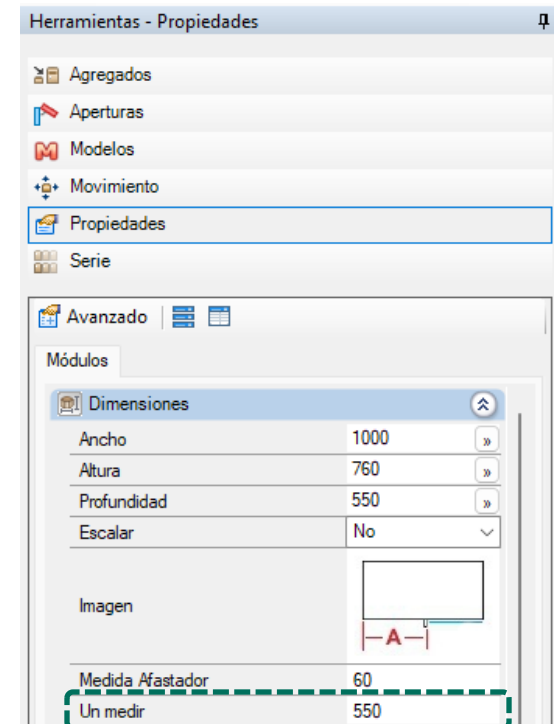 Herramientas - Propiedades
Agregados
Aperturas
Modelos
Movimiento
Propiedades
Serie
Avanzado
Módulos
Dimensiones
Ancho 1000 »
Altura 760 »
Profundidad 550 »
Escalar No
Imagen A
Medida Afastador 60
Un medir 550